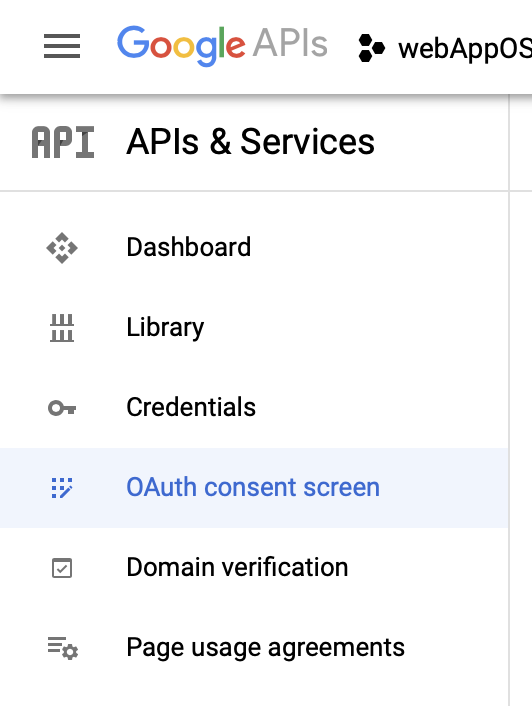 Google APIs webAppOS
API APIs & Services
Dashboard
Library
Credentials
OAuth consent screen
Domain verification
Page usage agreements